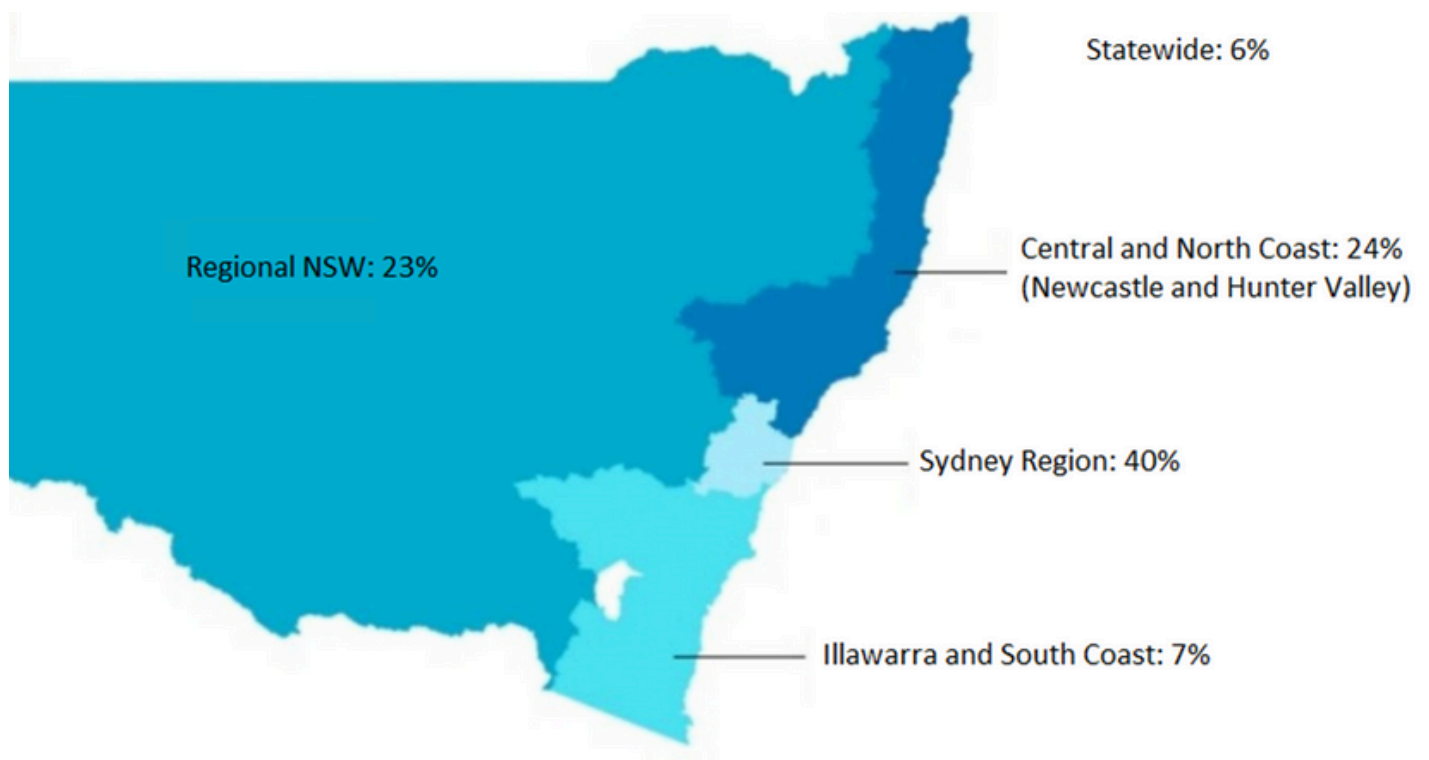 Statewide: 6%
Regional NSW: 23%
Central and North Coast: 24%
(Newcastle and Hunter Valley)
Sydney Region: 40%
Illawarra and South Coast: 7%